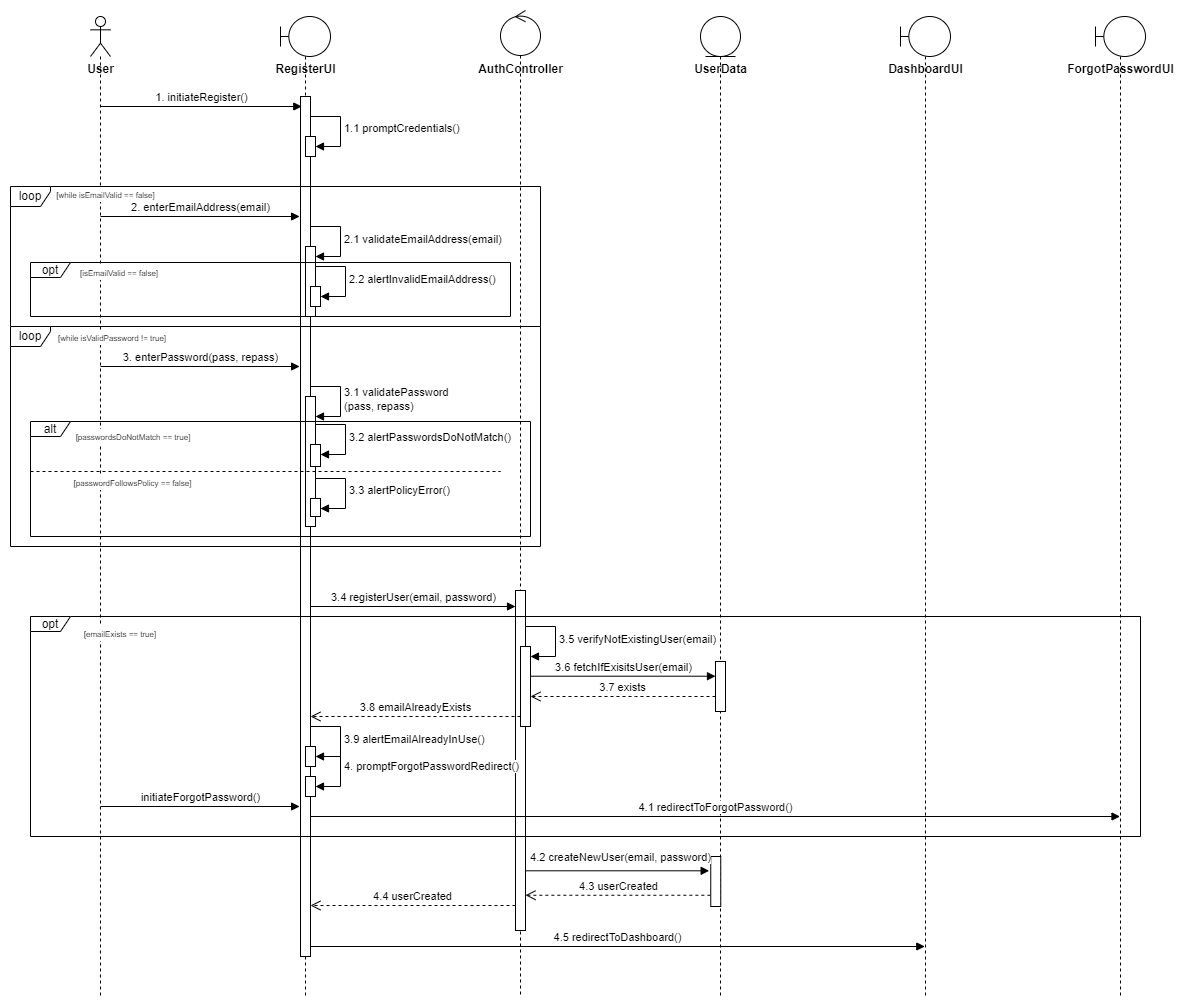 User
RegisterUI
AuthController
UserData
DashboardUI
ForgotPasswordUI
1. initiateRegister()
1.1 promptCredentials()
loop
[while isEmailValid == false]
2. enterEmailAddress(email)
2.1 validateEmailAddress(email)
opt
[isEmailValid == false]
2.2 alertInvalidEmailAddress()
loop
[while isValidPassword != true]
3. enterPassword(pass, repass)
3.1 validatePassword
(pass, repass)
alt
[passwordsDoNotMatch == true]
3.2 alertPasswordsDoNotMatch()
[passwordFollowsPolicy == false]
3.3 alertPolicyError()
3.4 registerUser(email, password)
opt
[emailExists == true]
3.5 verifyNotExistingUser(email)
3.6 fetchIfExisitsUser(email)
3.7 exists
3.8 emailAlreadyExists
3.9 alertEmailAlreadyInUse()
4. promptForgotPasswordRedirect()
initiateForgotPassword()
4.1 redirectToForgotPassword()
4.2 createNewUser(email, password)
4.3 userCreated
4.4 userCreated
4.5 redirectToDashboard()